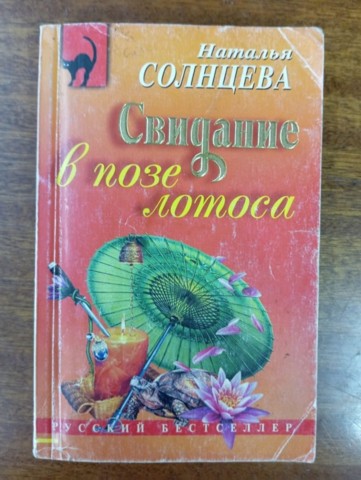 Наталья
СОЛНЦЕВА
Свидание
в позе
лотоса
РУССКИЙ БЕСТСЕЛЛЕР